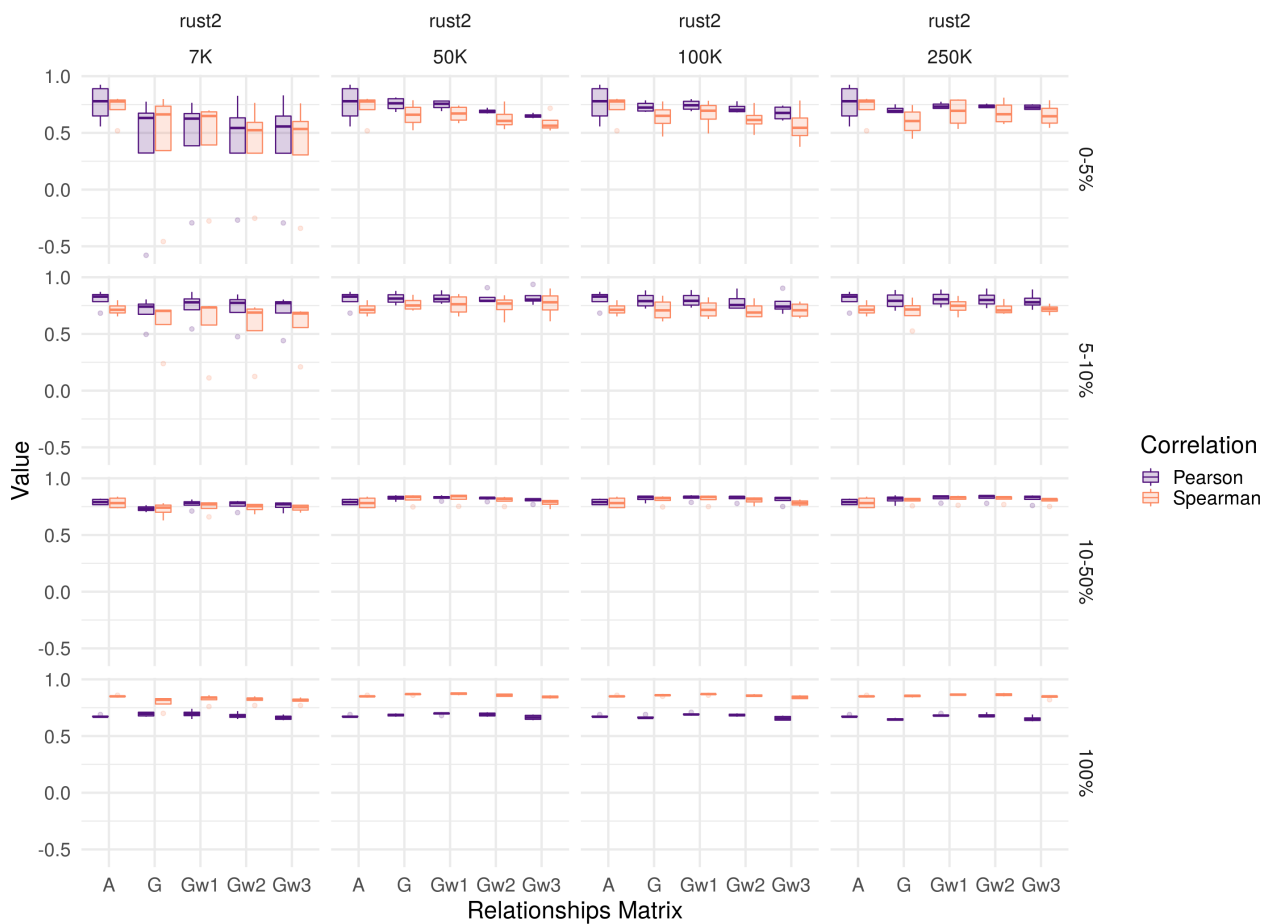 rust2 rust2 rust2 rust2
7K 50K 100K 250K
1.0
0.5
0.0
-0.5
0-5%
1.0
0.5
0.0
-0.5
5-10%
1.0
0.5
0.0
-0.5
10-50%
1.0
0.5
0.0
-0.5
100%
Value
A G Gw1 Gw2 Gw3 A G Gw1 Gw2 Gw3 A G Gw1 Gw2 Gw3 A G Gw1 Gw2 Gw3
Relationships Matrix
Correlation
Pearson
Spearman